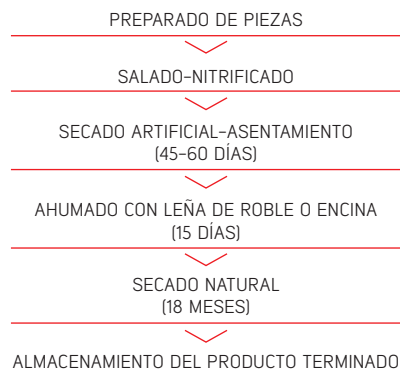 PREPARADO DE PIEZAS
SALADO-NITRIFICADO
SECADO ARTIFICIAL-ASENTAMIENTO
(45-60 DÍAS)
AHUMADO CON LEÑA DE ROBLE O ENCINA
(15 DÍAS)
SECADO NATURAL
(18 MESES)
ALMACENAMIENTO DEL PRODUCTO TERMINADO